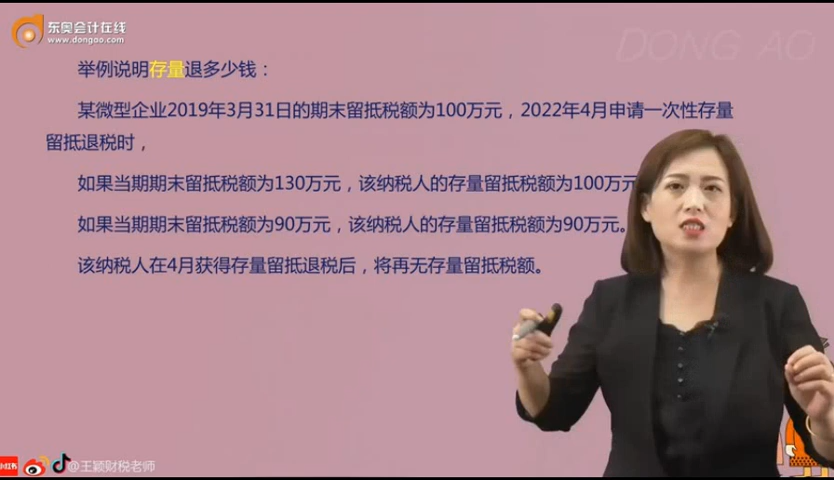 东奥会计在线
www.dongao.com
DONG AO
举例说明存量退多少钱：
某微型企业2019年3月31日的期末留抵税额为100万元，2022年4月申请一次性存量
留抵退税时，
如果当期期末留抵税额为130万元，该纳税人的存量留抵税额为100万元
如果当期期末留抵税额为90万元，该纳税人的存量留抵税额为90万元。
该纳税人在4月获得存量留抵退税后，将再无存量留抵税额。
小红书
@王颖财税老师